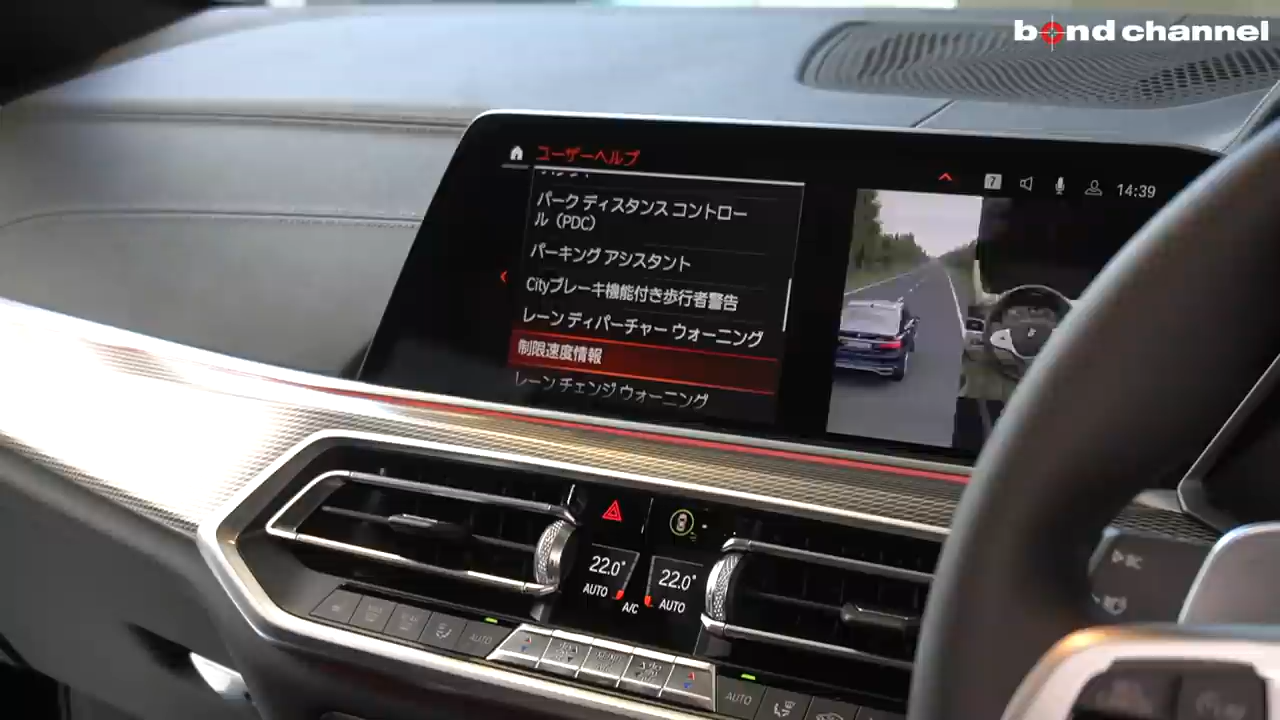 bond channel
ユーザーヘルプ
7
14:39
パーク ディスタンス コントロー
ル（PDC）
パーキング アシスタント
Cityブレーキ機能付き歩行者警告
レーン ディパーチャー ウォーニング
制限速度情報
レーン チェンジ ウォーニング
22.0°
22.0°
AUTO
A/C
AUTO
AUTO
AUTO